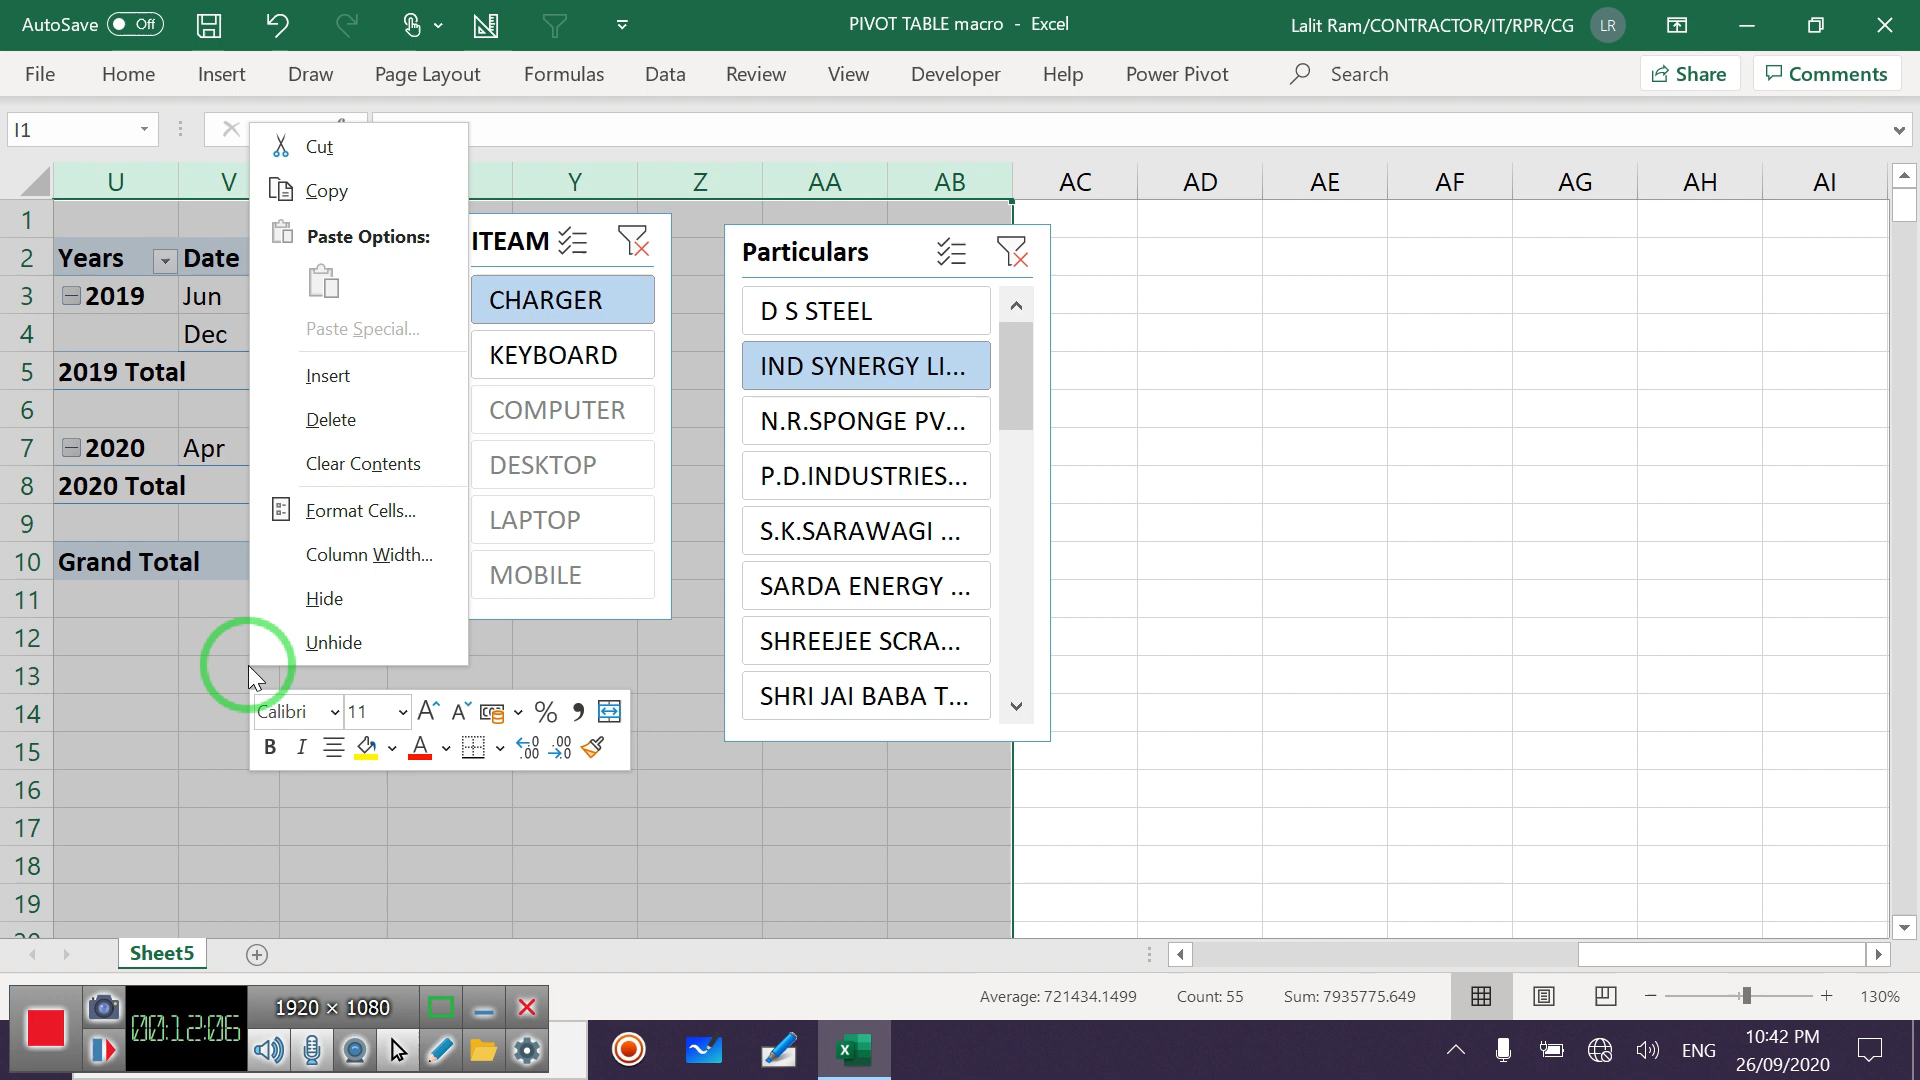 AutoSave Off
PIVOT TABLE macro - Excel
Lalit Ram/CONTRACTOR/IT/RPR/CG LR
File Home Insert Draw Page Layout Formulas Data Review View Developer Help Power Pivot Search Share Comments
I1
U V Y Z AA AB AC AD AE AF AG AH AI
1
2 Years Date
3 2019 Jun
4 Dec
5 2019 Total
6
7 2020 Apr
8 2020 Total
9
10 Grand Total
11
12
13
14
15
16
17
18
19
20
Cut
Copy
Paste Options:
Paste Special...
Insert
Delete
Clear Contents
Format Cells...
Column Width...
Hide
Unhide
Calibri 11
B I A
ITEAM
CHARGER
KEYBOARD
COMPUTER
DESKTOP
LAPTOP
MOBILE
Particulars
D S STEEL
IND SYNERGY LI...
N.R.SPONGE PV...
P.D.INDUSTRIES...
S.K.SARAWAGI ...
SARDA ENERGY ...
SHREEJEE SCRA...
SHRI JAI BABA T...
Sheet5
Average: 721434.1499 Count: 55 Sum: 7935775.649 130%
1920 × 1080
00:12:06
ENG
10:42 PM
26/09/2020